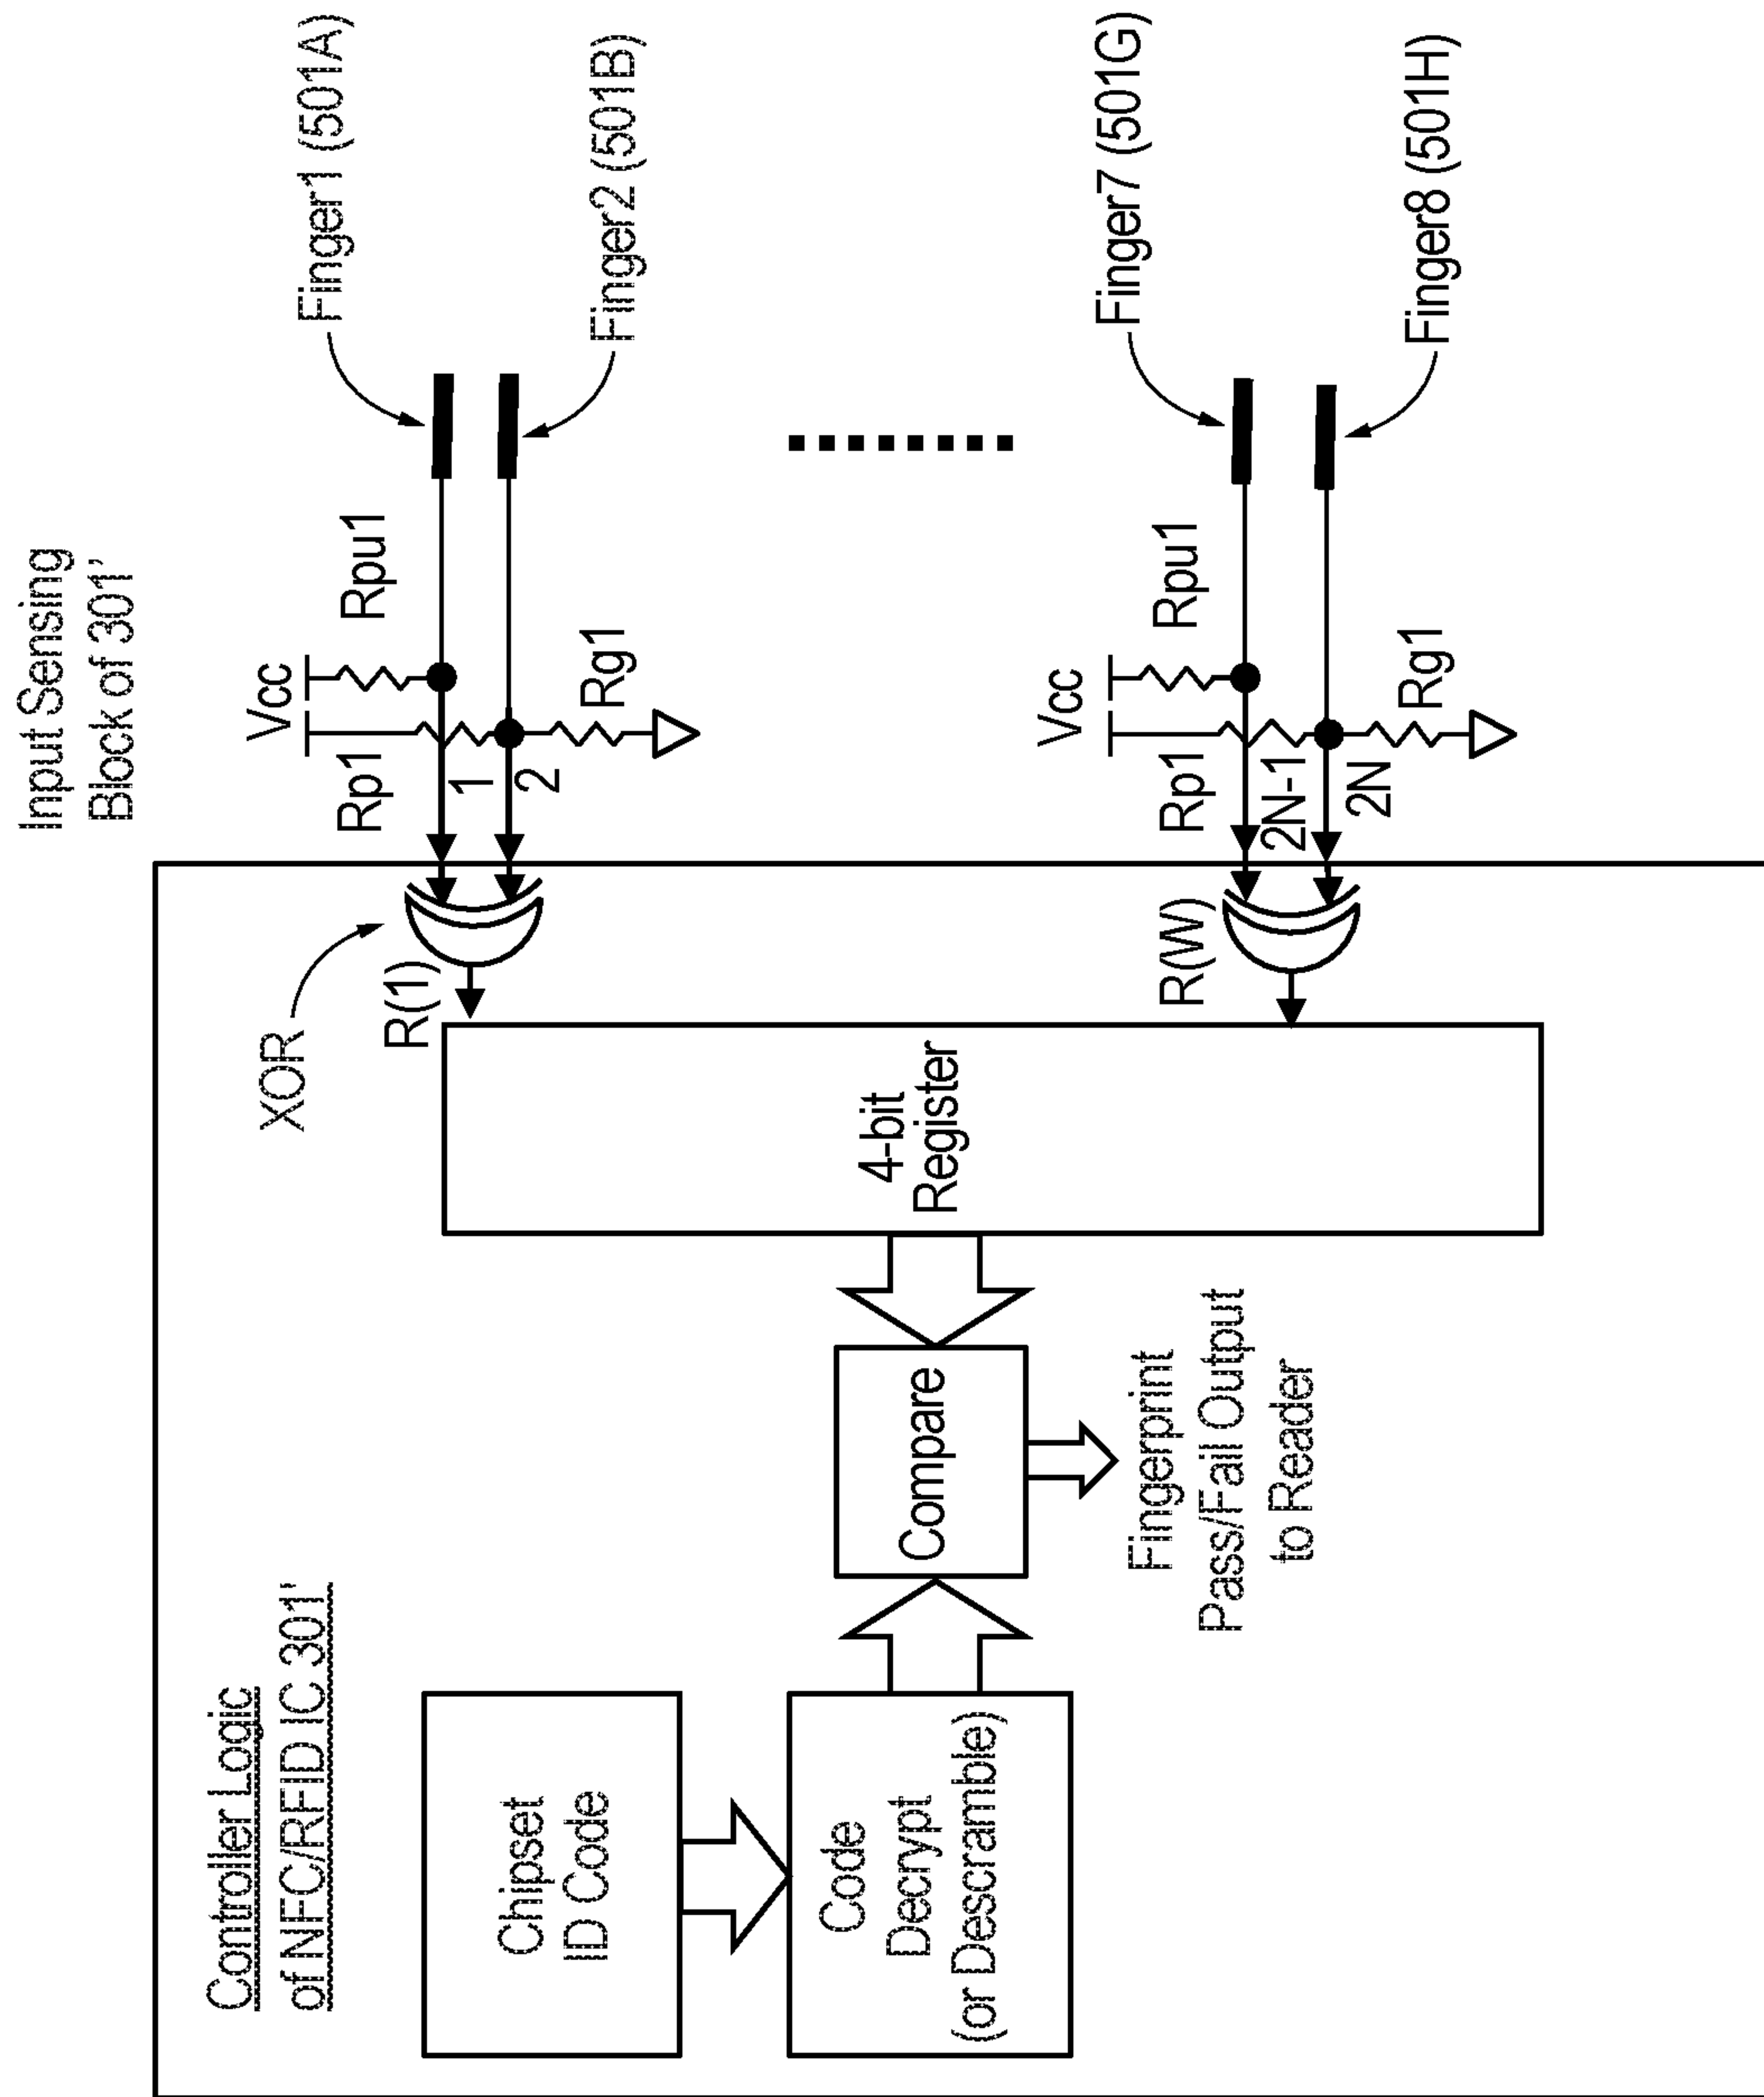 Input Sensing
Block of 301'
Controller Logic
of NFC/RFID IC 301'
Chipset
ID Code
Code
Decrypt
(or Descramble)
Compare
Fingerprint
Pass/Fail Output
to Reader
4-bit
Register
XOR
R(1)
R(W)
Vcc
Rp1
Rpu1
1
2
Rg1
Vcc
Rp1
Rpu1
2N-1
2N
Rg1
Finger1 (501A)
Finger2 (501B)
Finger7 (501G)
Finger8 (501H)